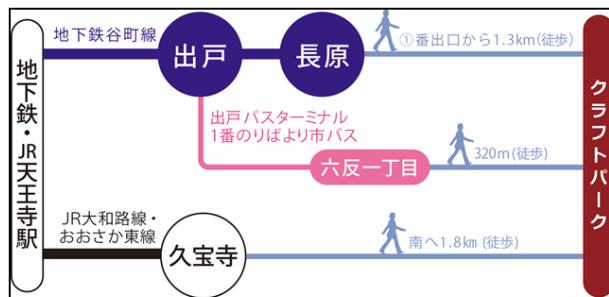 地下鉄・JR天王寺駅
地下鉄谷町線
出戸
長原
①番出口から1.3km(徒歩)
出戸バスターミナル
1番のりばより市バス
六反一丁目
320m(徒歩)
JR大和路線・
おおさか東線
久宝寺
南へ1.8km(徒歩)
クラフトパーク